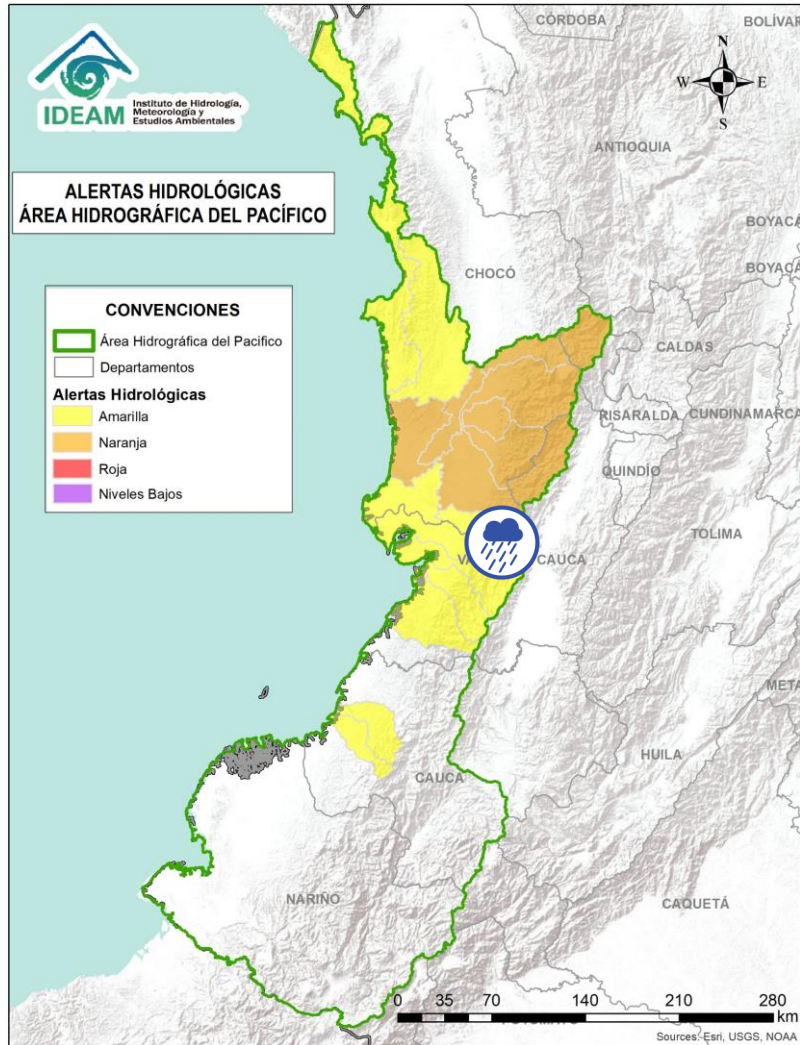 IDEAM
Instituto de Hidrología,
Meteorología y
Estudios Ambientales
ALERTAS HIDROLÓGICAS
ÁREA HIDROGRÁFICA DEL PACÍFICO
CONVENCIONES
Área Hidrográfica del Pacifico
Departamentos
Alertas Hidrológicas
Amarilla
Naranja
Roja
Niveles Bajos
N
W E
S
CÓRDOBA
BOLÍVAR
ANTIOQUIA
BOYACÁ
CHOCÓ
BOYACÁ
CALDAS
RISARALDA
CUNDINAMARCA
QUINDÍO
TOLIMA
CAUCA
META
HUILA
CAUCA
NARIÑO
CAQUETÁ
0 35 70 140 210 280
km
Sources: Esri, USGS, NOAA